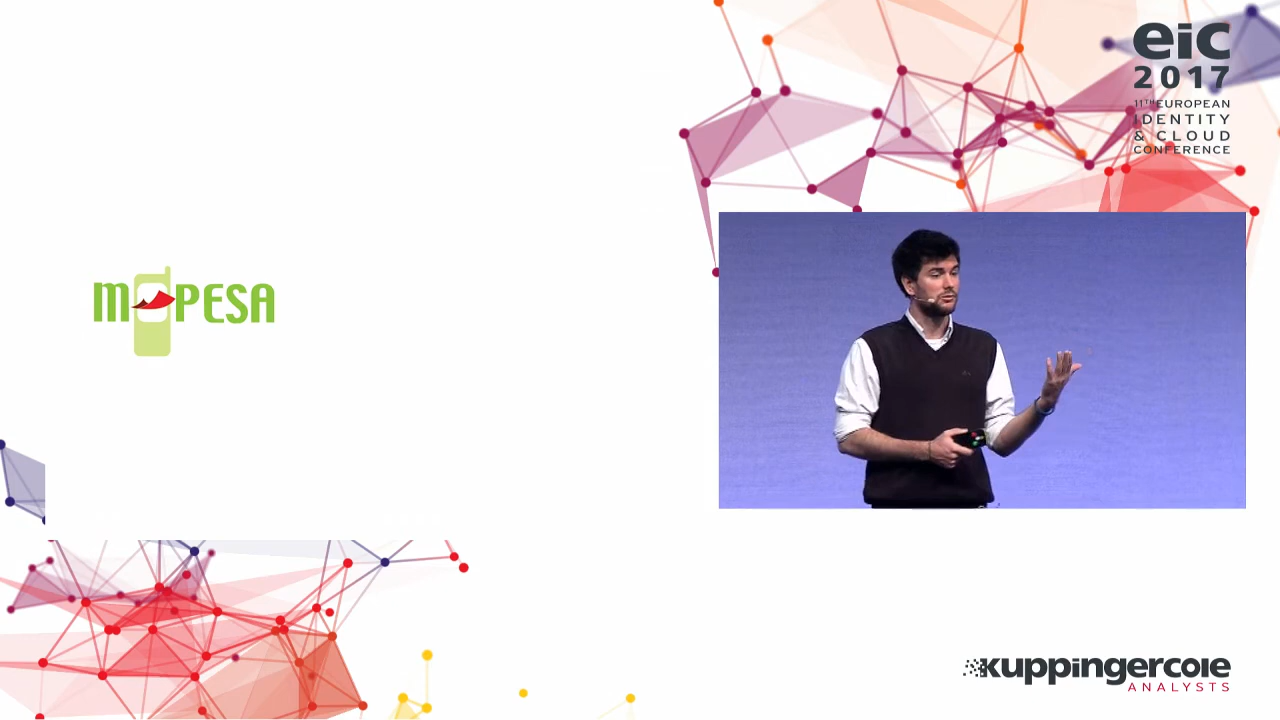 eic
2017
11TH EUROPEAN
IDENTITY
& CLOUD
CONFERENCE
M-PESA
kuppingercole
ANALYSTS